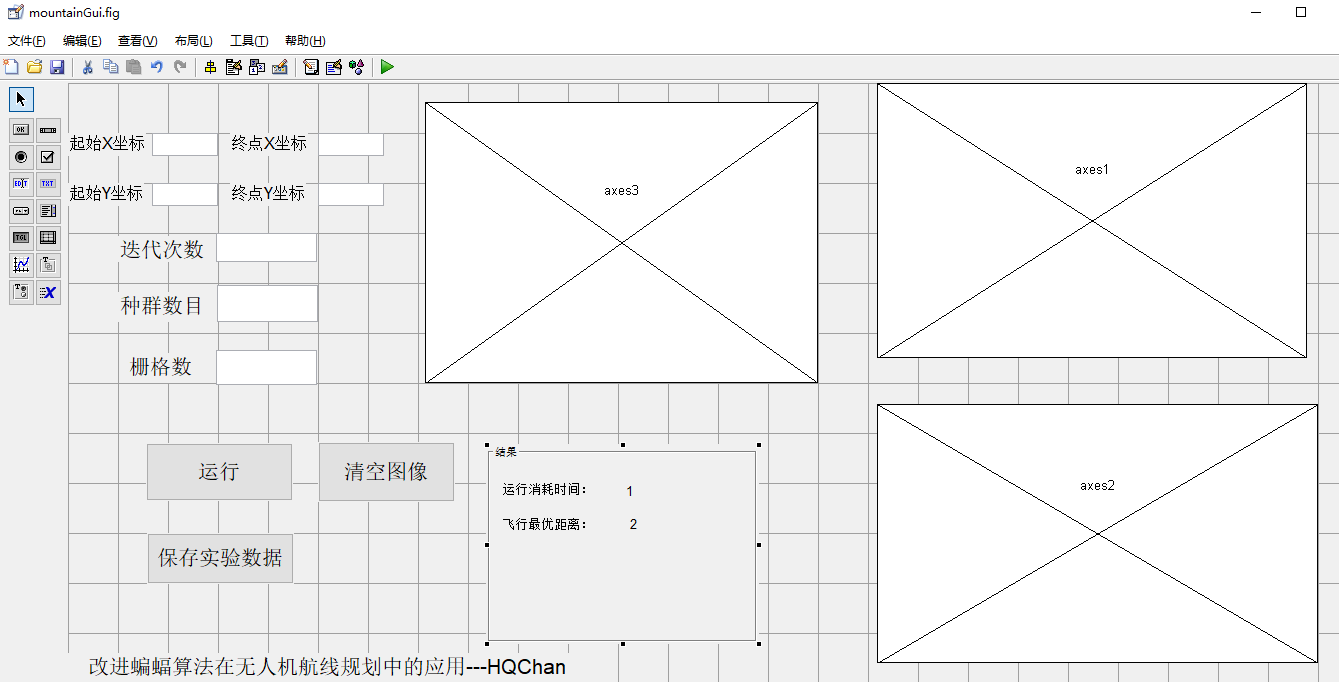 mountainGui.fig
文件(F) 编辑(E) 查看(V) 布局(L) 工具(T) 帮助(H)
起始X坐标 终点X坐标
起始Y坐标 终点Y坐标
迭代次数
种群数目
栅格数
axes3
axes1
运行 清空图像
保存实验数据
结果
运行消耗时间： 1
飞行最优距离： 2
axes2
改进蝙蝠算法在无人机航线规划中的应用---HQChan
OK
EDIT TXT
TGL